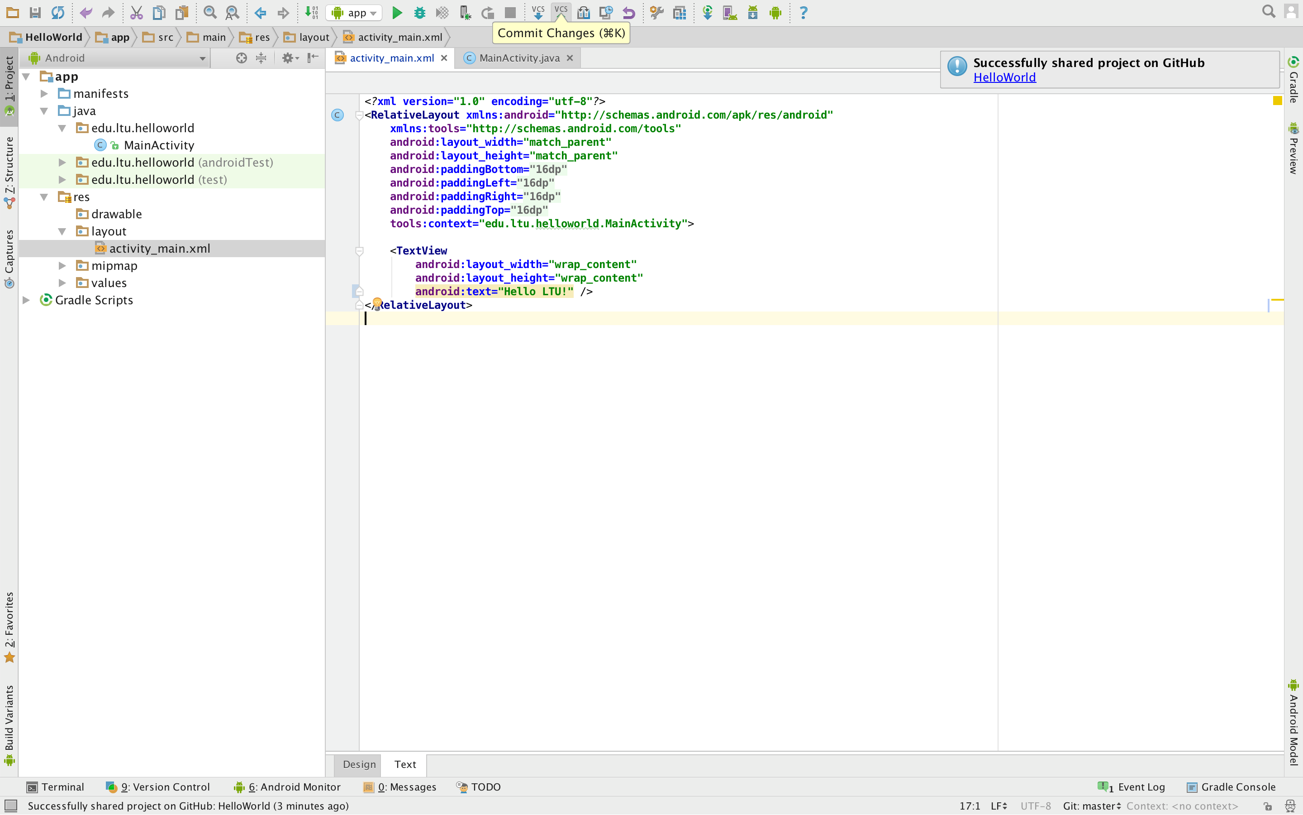 app
VCS VCS
?
Commit Changes (⌘K)
HelloWorld app src main res layout activity_main.xml
Android
activity_main.xml MainActivity.java
Successfully shared project on GitHub
HelloWorld
1: Project
Z: Structure
Captures
2: Favorites
Build Variants
app
manifests
java
edu.ltu.helloworld
MainActivity
edu.ltu.helloworld (androidTest)
edu.ltu.helloworld (test)
res
drawable
layout
activity_main.xml
mipmap
values
Gradle Scripts
<?xml version="1.0" encoding="utf-8"?>
<RelativeLayout xmlns:android="http://schemas.android.com/apk/res/android"
xmlns:tools="http://schemas.android.com/tools"
android:layout_width="match_parent"
android:layout_height="match_parent"
android:paddingBottom="16dp"
android:paddingLeft="16dp"
android:paddingRight="16dp"
android:paddingTop="16dp"
tools:context="edu.ltu.helloworld.MainActivity">
<TextView
android:layout_width="wrap_content"
android:layout_height="wrap_content"
android:text="Hello LTU!" />
</RelativeLayout>
Gradle
Preview
Android Model
Design Text
Terminal 9: Version Control 6: Android Monitor 0: Messages TODO 1 Event Log Gradle Console
Successfully shared project on GitHub: HelloWorld (3 minutes ago) 17:1 LF UTF-8 Git: master Context: <no context>